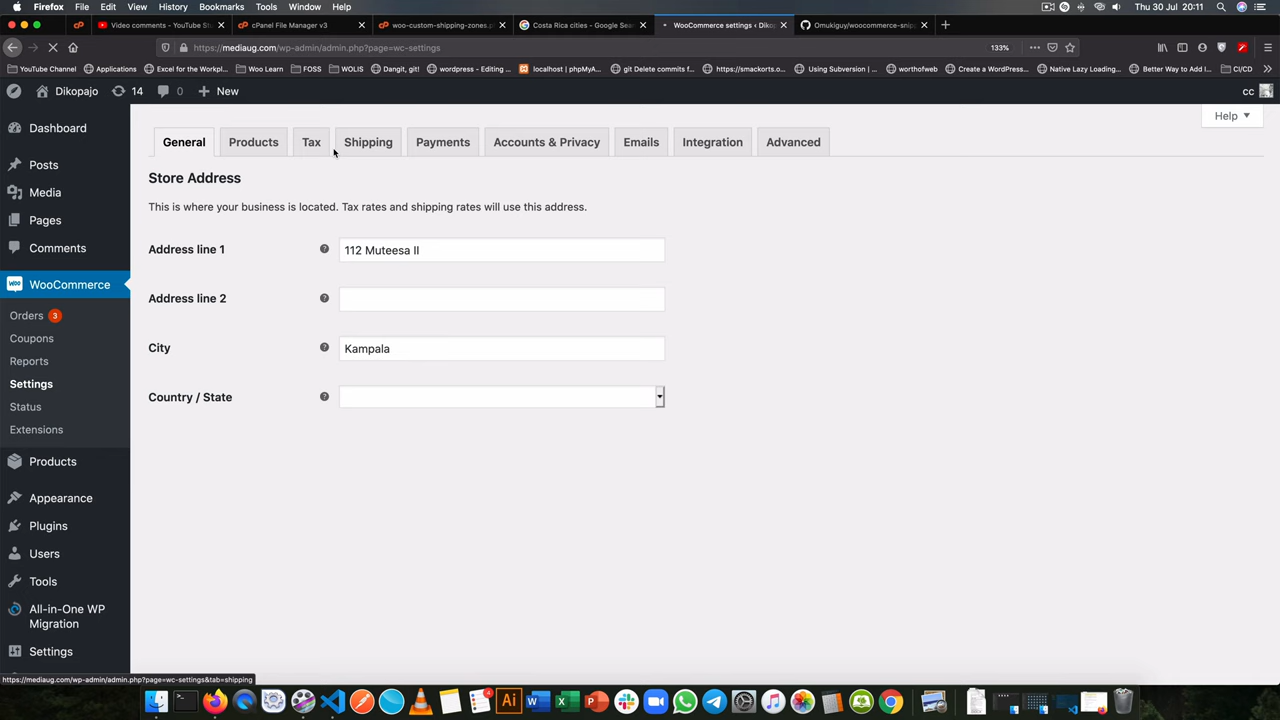 Firefox File Edit View History Bookmarks Tools Window Help Thu 30 Jul 20:11
Video comments - YouTube St cPanel File Manager v3 woo-custom-shipping-zones.p Costa Rica cities - Google Sea WooCommerce settings ‹ Dikop Omukiguy/woocommerce-snip
https://mediaug.com/wp-admin/admin.php?page=wc-settings 133%
YouTube Channel Applications Excel for the Workpl... Woo Learn FOSS WOLIS Dangit, git! wordpress - Editing ... localhost | phpMyA... git Delete commits f... https://smackorts.co... Using Subversion | ... worthofweb Create a WordPress... Native Lazy Loading... Better Way to Add I... CI/CD
Dikopajo 14 0 New cc
Help
General Products Tax Shipping Payments Accounts & Privacy Emails Integration Advanced
Dashboard
Posts
Media
Pages
Comments
WooCommerce
Orders 3
Coupons
Reports
Settings
Status
Extensions
Products
Appearance
Plugins
Users
Tools
All-in-One WP
Migration
Settings
Store Address
This is where your business is located. Tax rates and shipping rates will use this address.
Address line 1 112 Muteesa II
Address line 2
City Kampala
Country / State
https://mediaug.com/wp-admin/admin.php?page=wc-settings&tab=shipping